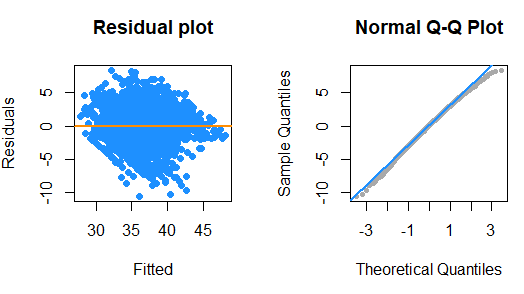 Residual plot
Residuals
5
0
-5
-10
30 35 40 45
Fitted
Normal Q-Q Plot
Sample Quantiles
5
0
-5
-10
-3 -1 1 3
Theoretical Quantiles